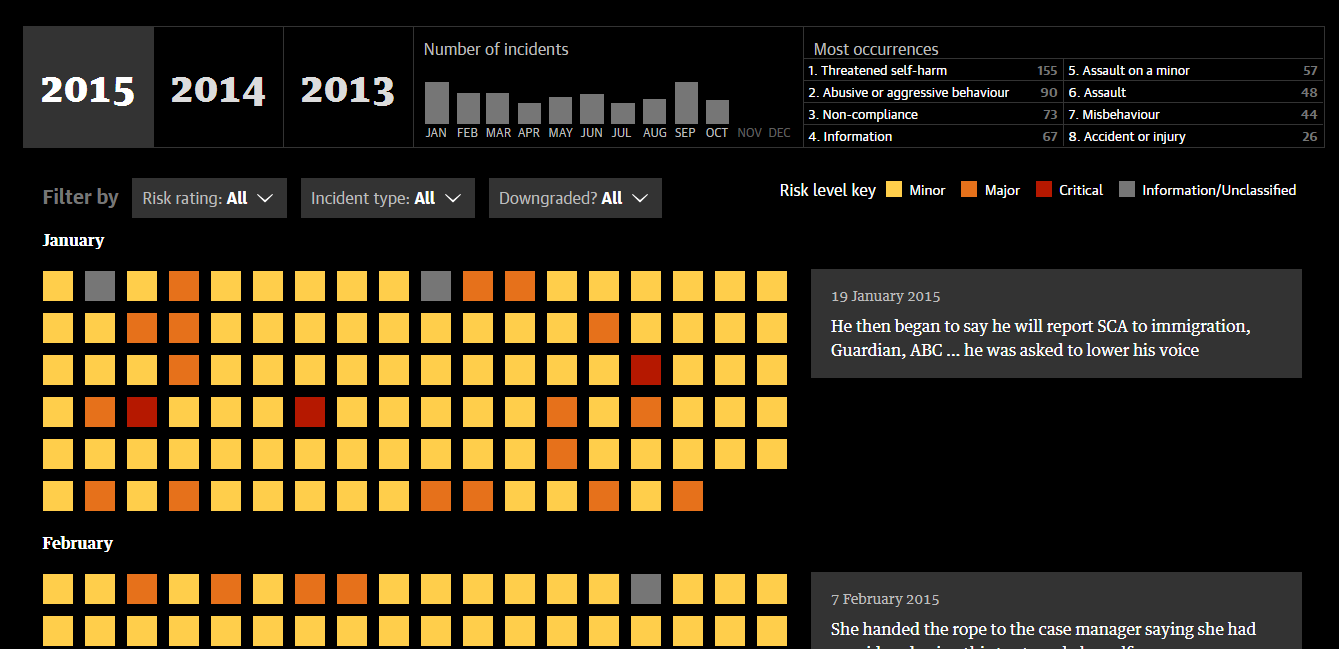 2015
2014
2013
Number of incidents
JAN FEB MAR APR MAY JUN JUL AUG SEP OCT NOV DEC
Most occurrences
1. Threatened self-harm 155
2. Abusive or aggressive behaviour 90
3. Non-compliance 73
4. Information 67
5. Assault on a minor 57
6. Assault 48
7. Misbehaviour 44
8. Accident or injury 26
Filter by
Risk rating: All
Incident type: All
Downgraded? All
Risk level key Minor Major Critical Information/Unclassified
January
19 January 2015
He then began to say he will report SCA to immigration,
Guardian, ABC ... he was asked to lower his voice
February
7 February 2015
She handed the rope to the case manager saying she had